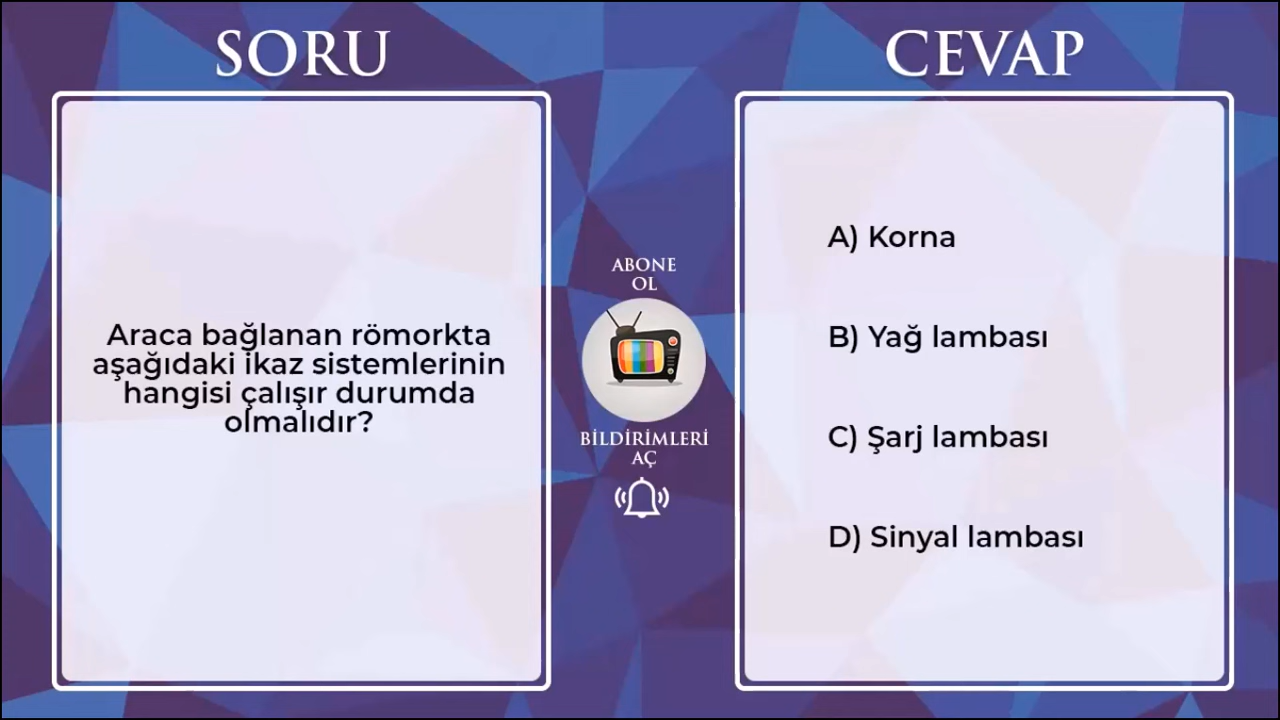 SORU
Araca bağlanan römorkta
aşağıdaki ikaz sistemlerinin
hangisi çalışır durumda
olmalıdır?
ABONE
OL
BİLDİRİMLERİ
AÇ
CEVAP
A) Korna
B) Yağ lambası
C) Şarj lambası
D) Sinyal lambası